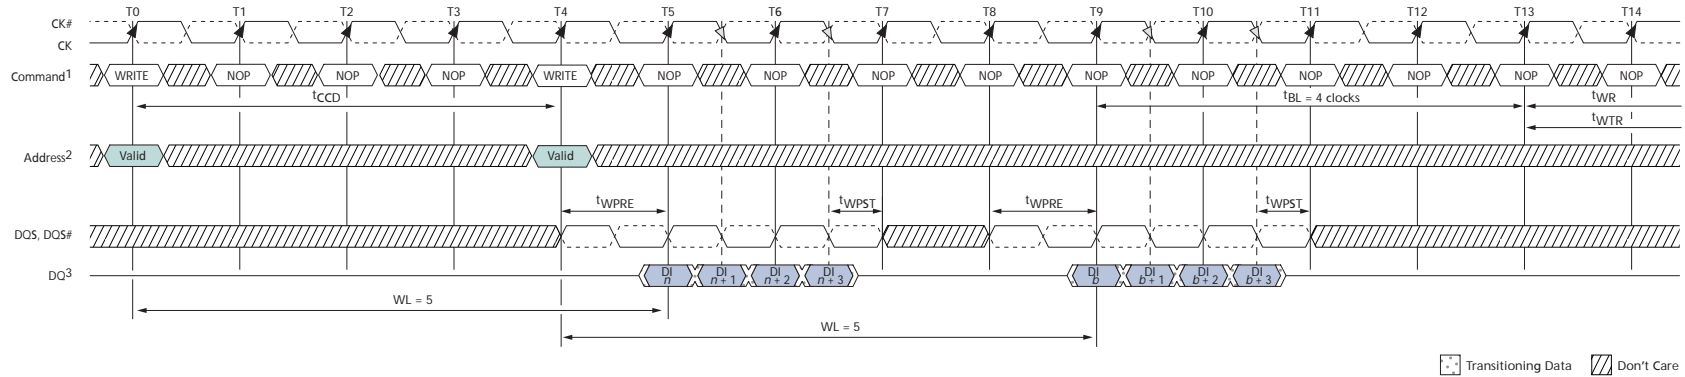 T0 T1 T2 T3 T4 T5 T6 T7 T8 T9 T10 T11 T12 T13 T14
CK#
CK
Command1 WRITE NOP NOP NOP WRITE NOP NOP NOP NOP NOP NOP NOP NOP NOP NOP
tCCD tBL = 4 clocks tWR
tWTR
Address2 Valid Valid
tWPRE tWPST tWPRE tWPST
DQS, DQS#
DQ3 DI n DI n + 1 DI n + 2 DI n + 3 DI b DI b + 1 DI b + 2 DI b + 3
WL = 5
WL = 5
Transitioning Data Don't Care